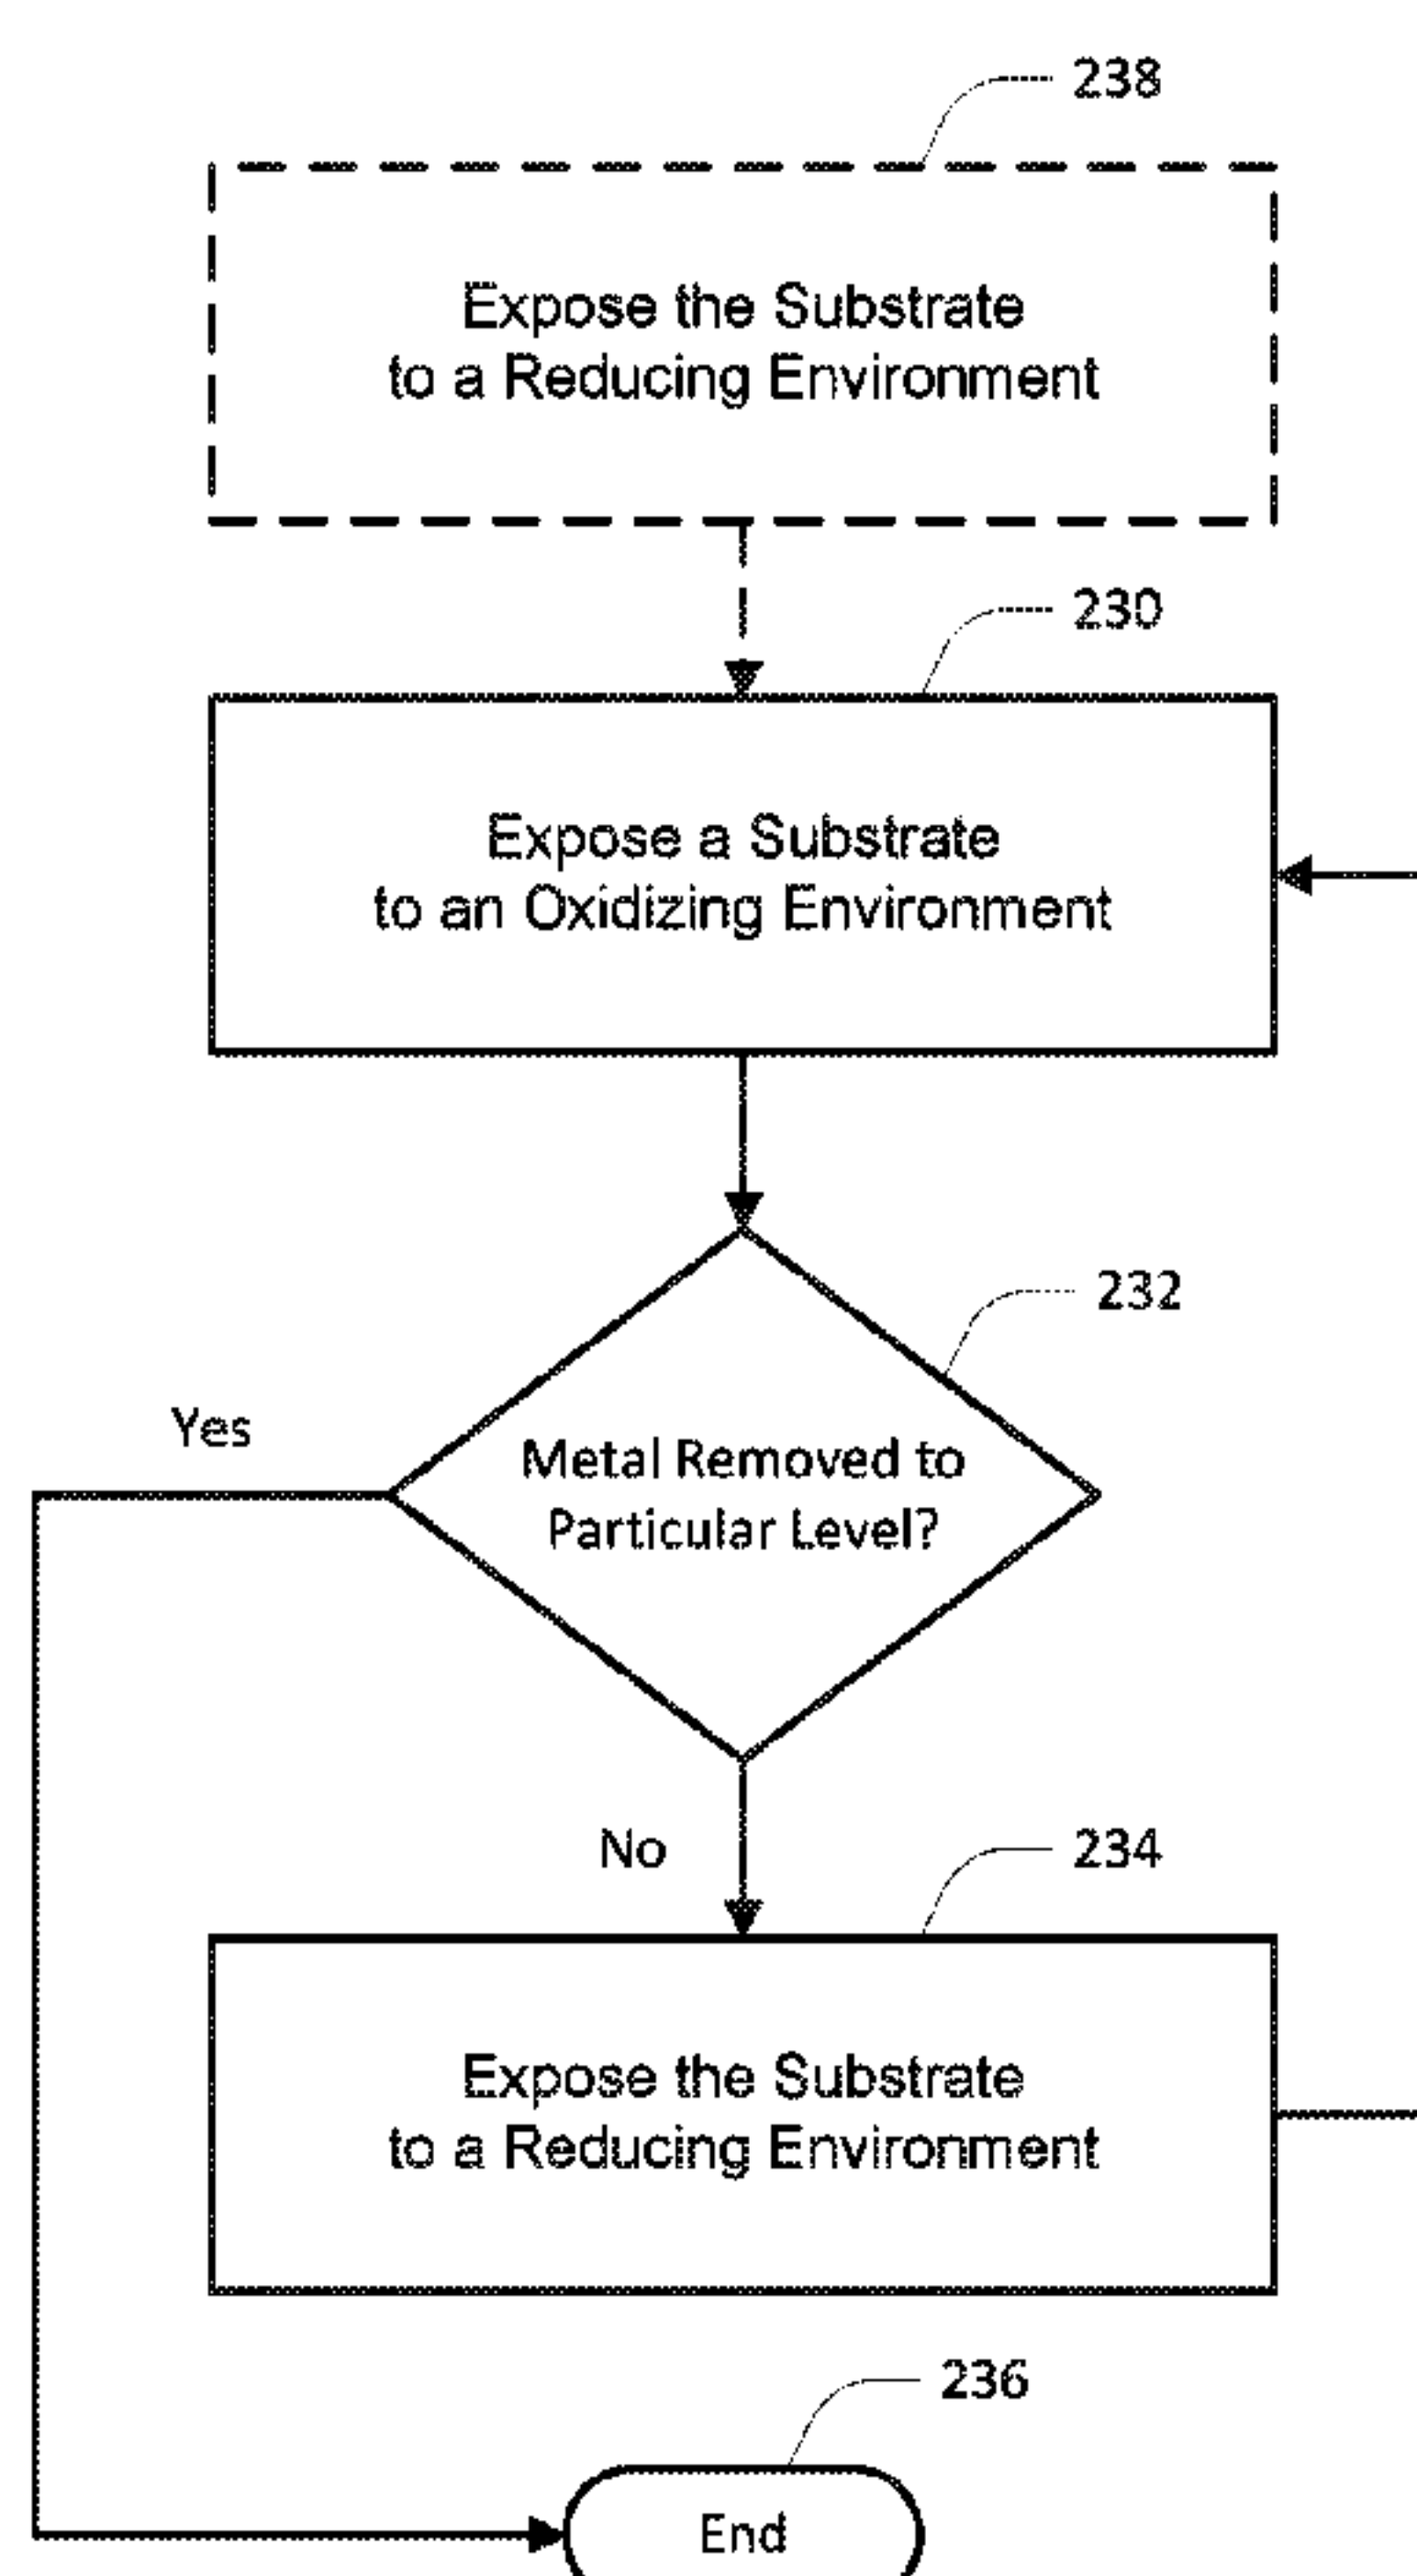 238
Expose the Substrate
to a Reducing Environment
230
Expose a Substrate
to an Oxidizing Environment
232
Yes
Metal Removed to
Particular Level?
No
234
Expose the Substrate
to a Reducing Environment
236
End